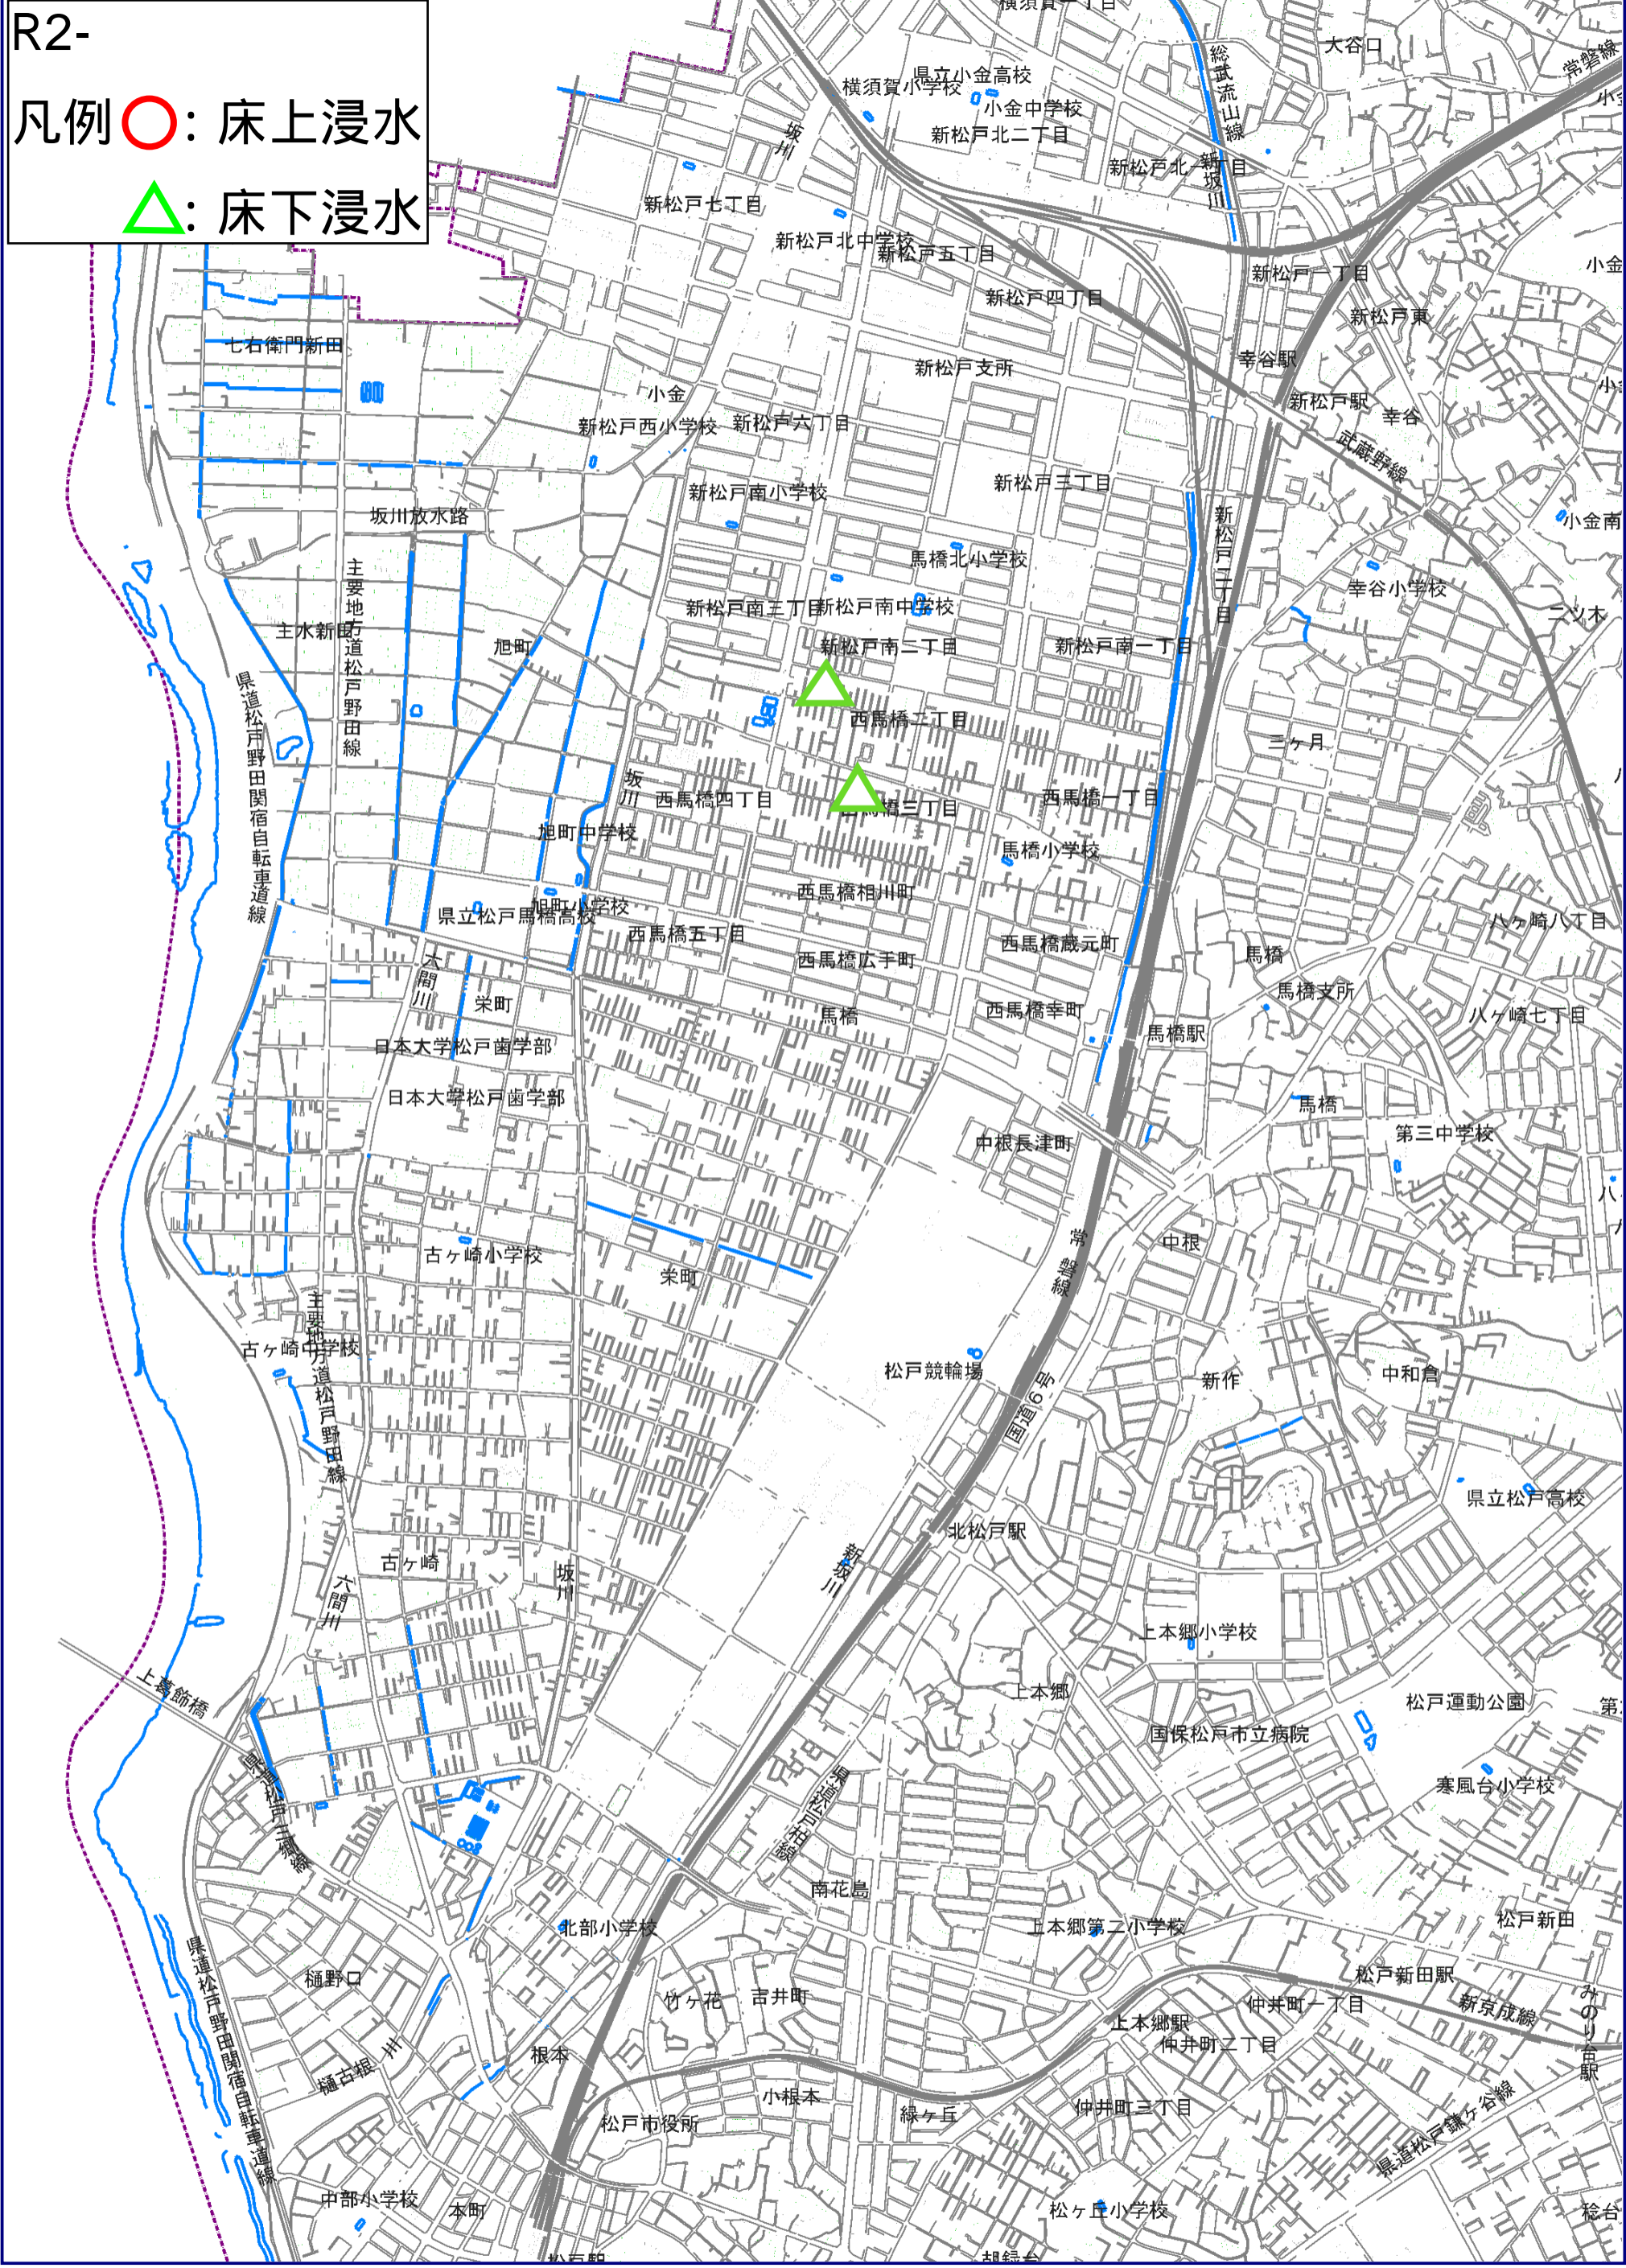 R2-
凡例 ○ : 床上浸水
△ : 床下浸水
大谷口
常磐線
総武流山線
県立小金高校
横須賀小学校
小金中学校
新松戸北二丁目
坂川
新松戸北一丁目
新坂川
新松戸七丁目
新松戸北中学校
新松戸五丁目
小金
新松戸一丁目
新松戸四丁目
新松戸東
七右衛門新田
幸谷駅
新松戸支所
小金
新松戸駅
幸谷
新松戸西小学校
新松戸六丁目
武蔵野線
新松戸三丁目
新松戸南小学校
坂川放水路
新松戸二丁目
小金南
馬橋北小学校
主要地方道松戸野田線
幸谷小学校
新松戸南三丁目
新松戸南中学校
二ツ木
主水新田
旭町
新松戸南二丁目
新松戸南一丁目
県道松戸野田関宿自転車道線
西馬橋二丁目
三ヶ月
坂川
西馬橋四丁目
西馬橋一丁目
西馬橋三丁目
旭町中学校
馬橋小学校
西馬橋相川町
旭町小学校
県立松戸馬橋高校
八ヶ崎八丁目
西馬橋五丁目
西馬橋蔵元町
馬橋
西馬橋広手町
六間川
馬橋支所
栄町
西馬橋幸町
馬橋
八ヶ崎七丁目
馬橋駅
日本大学松戸歯学部
日本大学松戸歯学部
馬橋
第三中学校
中根長津町
常磐線
中根
古ヶ崎小学校
栄町
主要地方道松戸野田線
古ヶ崎中学校
松戸競輪場
新作
中和倉
国道6号
県立松戸高校
北松戸駅
古ヶ崎
新坂川
坂川
六間川
上本郷小学校
上葛飾橋
上本郷
松戸運動公園
国保松戸市立病院
県道松戸三郷線
県道松戸柏線
寒風台小学校
南花島
北部小学校
上本郷第二小学校
松戸新田
県道松戸野田関宿自転車道線
樋野口
松戸新田駅
竹ヶ花
吉井町
仲井町一丁目
新京成線
みのり台駅
上本郷駅
仲井町二丁目
根本
樋古根
小根本
緑ヶ丘
仲井町三丁目
松戸市役所
県道松戸鎌ヶ谷線
中部小学校
本町
松ヶ丘小学校
稔台